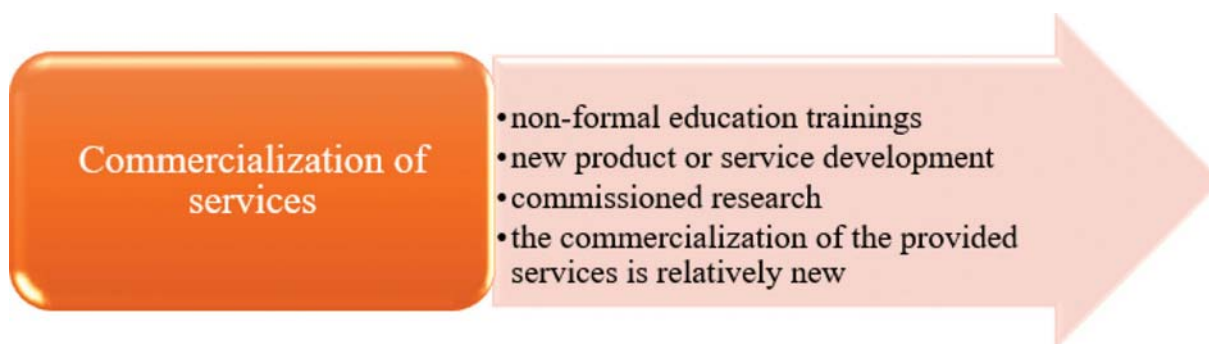 Commercialization of
services
•non-formal education trainings
•new product or service development
•commissioned research
•the commercialization of the provided
services is relatively new